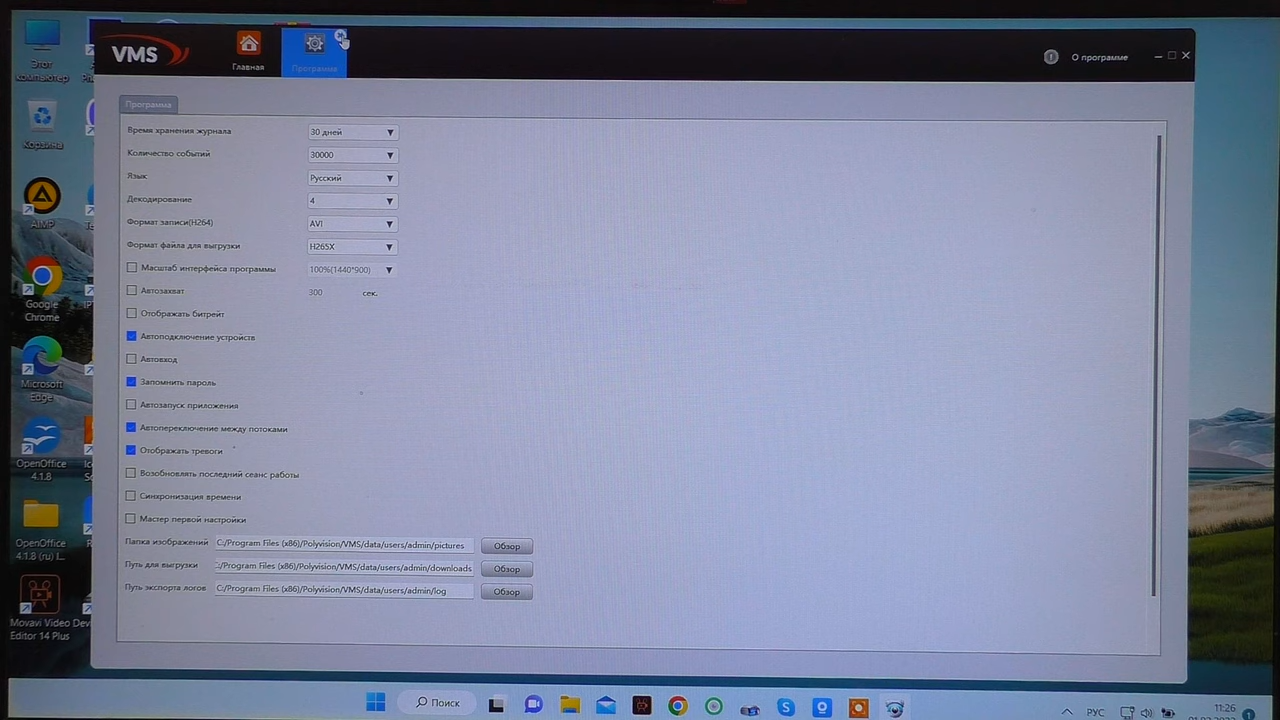 Этот
компьютер
Корзина
AIMP
Google
Chrome
Microsoft
Edge
OpenOffice
4.1.8
OpenOffice
4.1.8 (ru) I...
Movavi Video
Editor 14 Plus
VMS
Главная
Программа
О программе
Программа
Время хранения журнала 30 дней
Количество событий 30000
Язык Русский
Декодирование 4
Формат записи(H264) AVI
Формат файла для выгрузки H265X
Масштаб интерфейса программы 100%(1440*900)
Автозахват 300 сек.
Отображать битрейт
Автоподключение устройств
Автовход
Запомнить пароль
Автозапуск приложения
Автопереключение между потоками
Отображать тревоги
Возобновлять последний сеанс работы
Синхронизация времени
Мастер первой настройки
Папка изображений C:/Program Files (x86)/Polyvision/VMS/data/users/admin/pictures Обзор
Путь для выгрузки :/Program Files (x86)/Polyvision/VMS/data/users/admin/downloads Обзор
Путь экспорта логов C:/Program Files (x86)/Polyvision/VMS/data/users/admin/log Обзор
Поиск
РУС
11:26